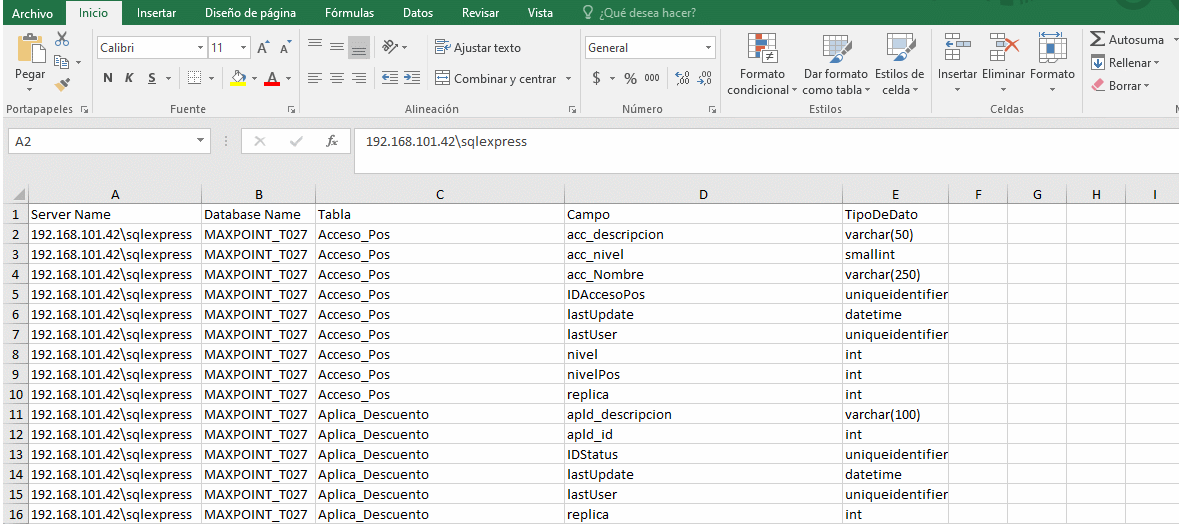 Archivo Inicio Insertar Diseño de página Fórmulas Datos Revisar Vista ¿Qué desea hacer?
Pegar
Portapapeles
Calibri 11
N K S
Fuente
Ajustar texto
Combinar y centrar
Alineación
General
$ % 000
Número
Formato condicional
Dar formato como tabla
Estilos de celda
Estilos
Insertar Eliminar Formato
Celdas
Autosuma
Rellenar
Borrar
A2 fx 192.168.101.42\sqlexpress
A B C D E F G H I
1 Server Name Database Name Tabla Campo TipoDeDato
2 192.168.101.42\sqlexpress MAXPOINT_T027 Acceso_Pos acc_descripcion varchar(50)
3 192.168.101.42\sqlexpress MAXPOINT_T027 Acceso_Pos acc_nivel smallint
4 192.168.101.42\sqlexpress MAXPOINT_T027 Acceso_Pos acc_Nombre varchar(250)
5 192.168.101.42\sqlexpress MAXPOINT_T027 Acceso_Pos IDAccesoPos uniqueidentifier
6 192.168.101.42\sqlexpress MAXPOINT_T027 Acceso_Pos lastUpdate datetime
7 192.168.101.42\sqlexpress MAXPOINT_T027 Acceso_Pos lastUser uniqueidentifier
8 192.168.101.42\sqlexpress MAXPOINT_T027 Acceso_Pos nivel int
9 192.168.101.42\sqlexpress MAXPOINT_T027 Acceso_Pos nivelPos int
10 192.168.101.42\sqlexpress MAXPOINT_T027 Acceso_Pos replica int
11 192.168.101.42\sqlexpress MAXPOINT_T027 Aplica_Descuento apld_descripcion varchar(100)
12 192.168.101.42\sqlexpress MAXPOINT_T027 Aplica_Descuento apld_id int
13 192.168.101.42\sqlexpress MAXPOINT_T027 Aplica_Descuento IDStatus uniqueidentifier
14 192.168.101.42\sqlexpress MAXPOINT_T027 Aplica_Descuento lastUpdate datetime
15 192.168.101.42\sqlexpress MAXPOINT_T027 Aplica_Descuento lastUser uniqueidentifier
16 192.168.101.42\sqlexpress MAXPOINT_T027 Aplica_Descuento replica int